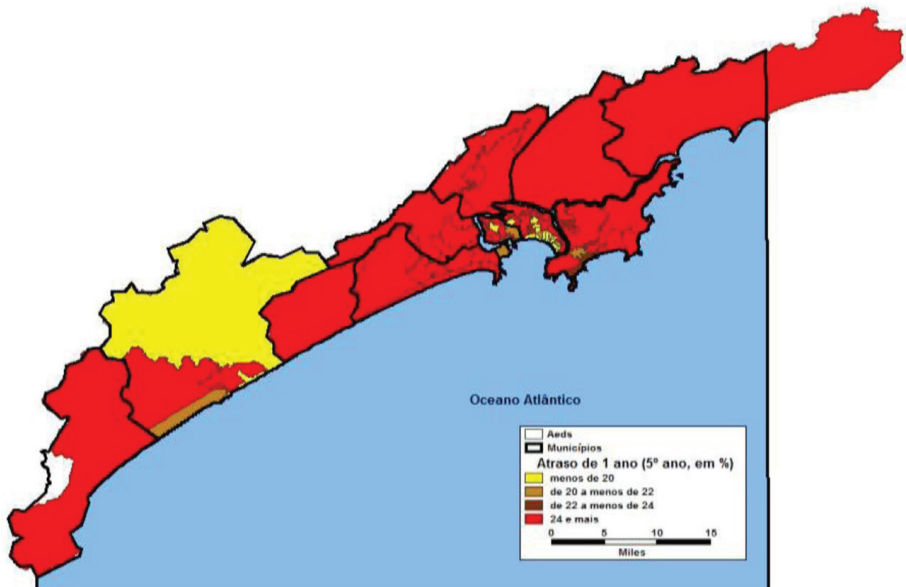 Oceano Atlântico
Aeds
Municípios
Atraso de 1 ano (5º ano, em %)
menos de 20
de 20 a menos de 22
de 22 a menos de 24
24 e mais
0 5 10 15
Miles